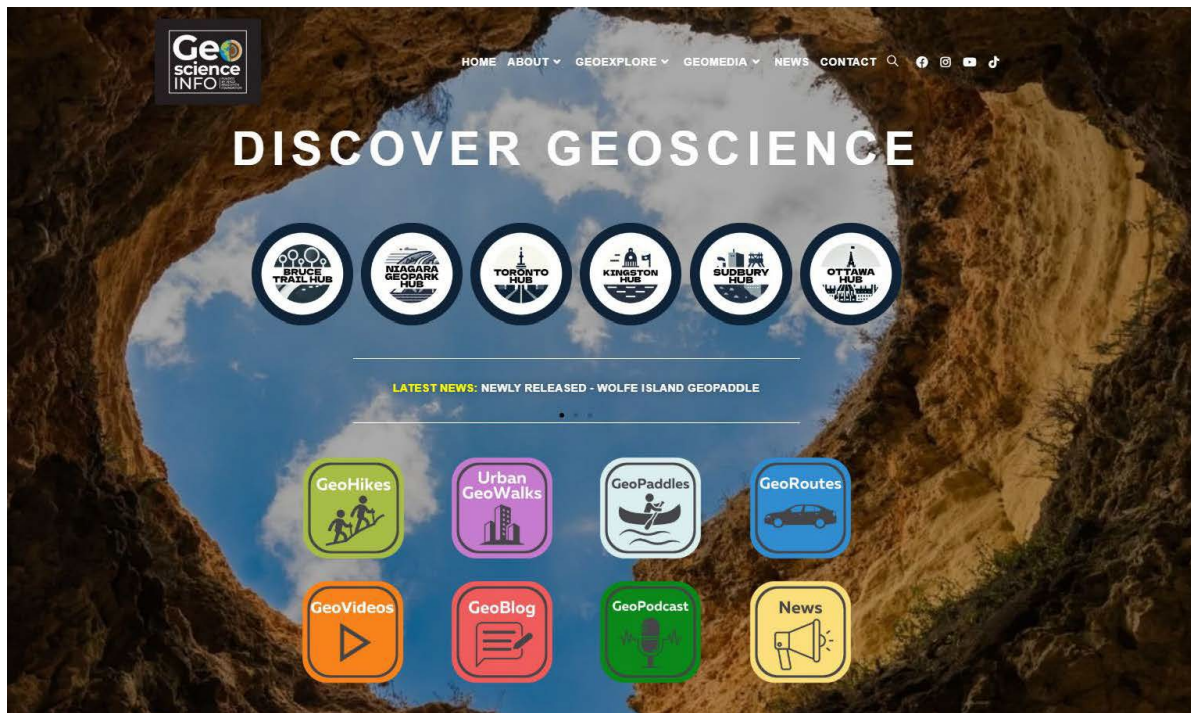 Geo
science
INFO
HOME ABOUT GEOEXPLORE GEOMEDIA NEWS CONTACT
DISCOVER GEOSCIENCE
BRUCE
TRAIL HUB
NIAGARA
GEOPARK
HUB
TORONTO
HUB
KINGSTON
HUB
SUDBURY
HUB
OTTAWA
HUB
LATEST NEWS: NEWLY RELEASED - WOLFE ISLAND GEOPADDLE
GeoHikes
Urban
GeoWalks
GeoPaddles
GeoRoutes
GeoVideos
GeoBlog
GeoPodcast
News